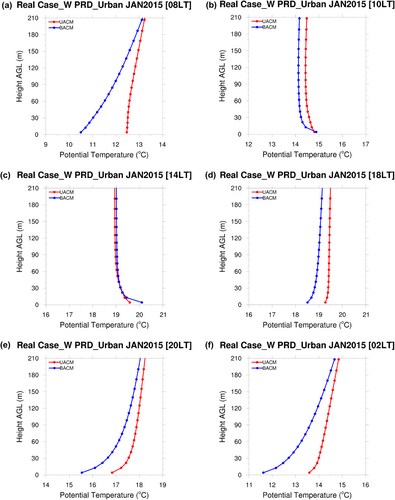 (a) Real Case_W PRD_Urban JAN2015 [08LT]
UACM
BACM
Height AGL (m)
210
180
150
120
90
60
30
0
9 10 11 12 13 14
Potential Temperature (°C)
(b) Real Case_W PRD_Urban JAN2015 [10LT]
UACM
BACM
Height AGL (m)
210
180
150
120
90
60
30
0
12 13 14 15 16 17
Potential Temperature (°C)
(c) Real Case_W PRD_Urban JAN2015 [14LT]
UACM
BACM
Height AGL (m)
210
180
150
120
90
60
30
0
16 17 18 19 20 21
Potential Temperature (°C)
(d) Real Case_W PRD_Urban JAN2015 [18LT]
UACM
BACM
Height AGL (m)
210
180
150
120
90
60
30
0
16 17 18 19 20 21
Potential Temperature (°C)
(e) Real Case_W PRD_Urban JAN2015 [20LT]
UACM
BACM
Height AGL (m)
210
180
150
120
90
60
30
0
14 15 16 17 18 19
Potential Temperature (°C)
(f) Real Case_W PRD_Urban JAN2015 [02LT]
UACM
BACM
Height AGL (m)
210
180
150
120
90
60
30
0
11 12 13 14 15 16
Potential Temperature (°C)